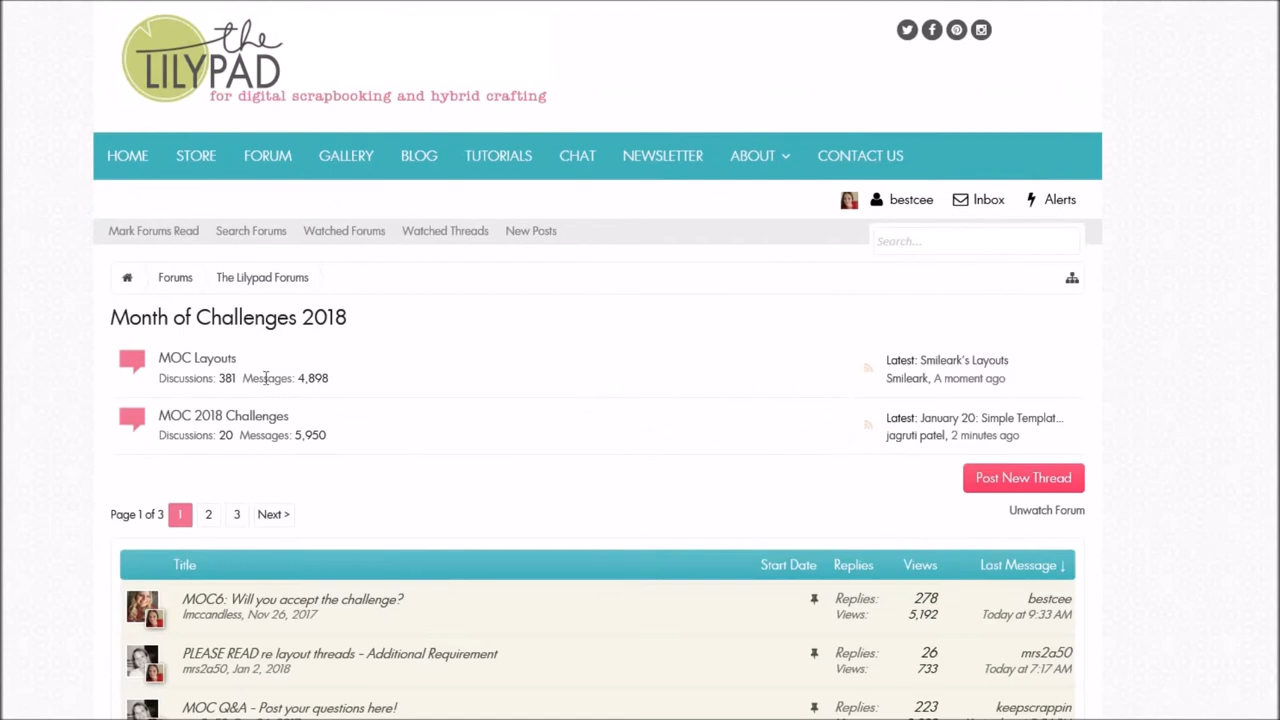 the
LILYPAD
for digital scrapbooking and hybrid crafting
HOME STORE FORUM GALLERY BLOG TUTORIALS CHAT NEWSLETTER ABOUT CONTACT US
bestcee Inbox Alerts
Mark Forums Read Search Forums Watched Forums Watched Threads New Posts
Search...
Forums The Lilypad Forums
Month of Challenges 2018
MOC Layouts
Discussions: 381 Messages: 4,898
Latest: Smileark's Layouts
Smileark, A moment ago
MOC 2018 Challenges
Discussions: 20 Messages: 5,950
Latest: January 20: Simple Templat...
jagruti patel, 2 minutes ago
Post New Thread
Page 1 of 3 1 2 3 Next >
Unwatch Forum
Title Start Date Replies Views Last Message ↓
MOC6: Will you accept the challenge?
lmccandless, Nov 26, 2017
Replies: 278
Views: 5,192
bestcee
Today at 9:33 AM
PLEASE READ re layout threads - Additional Requirement
mrs2a50, Jan 2, 2018
Replies: 26
Views: 733
mrs2a50
Today at 7:17 AM
MOC Q&A - Post your questions here!
Replies: 223
keepscrappin